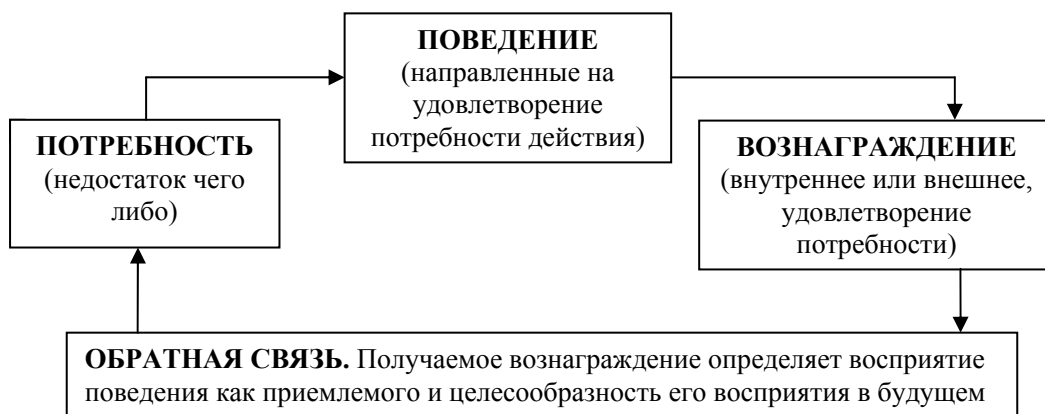 ПОВЕДЕНИЕ
(направленные на
удовлетворение
потребности действия)
ПОТРЕБНОСТЬ
(недостаток чего
либо)
ВОЗНАГРАЖДЕНИЕ
(внутреннее или внешнее,
удовлетворение
потребности)
ОБРАТНАЯ СВЯЗЬ. Получаемое вознаграждение определяет восприятие
поведения как приемлемого и целесообразность его восприятия в будущем